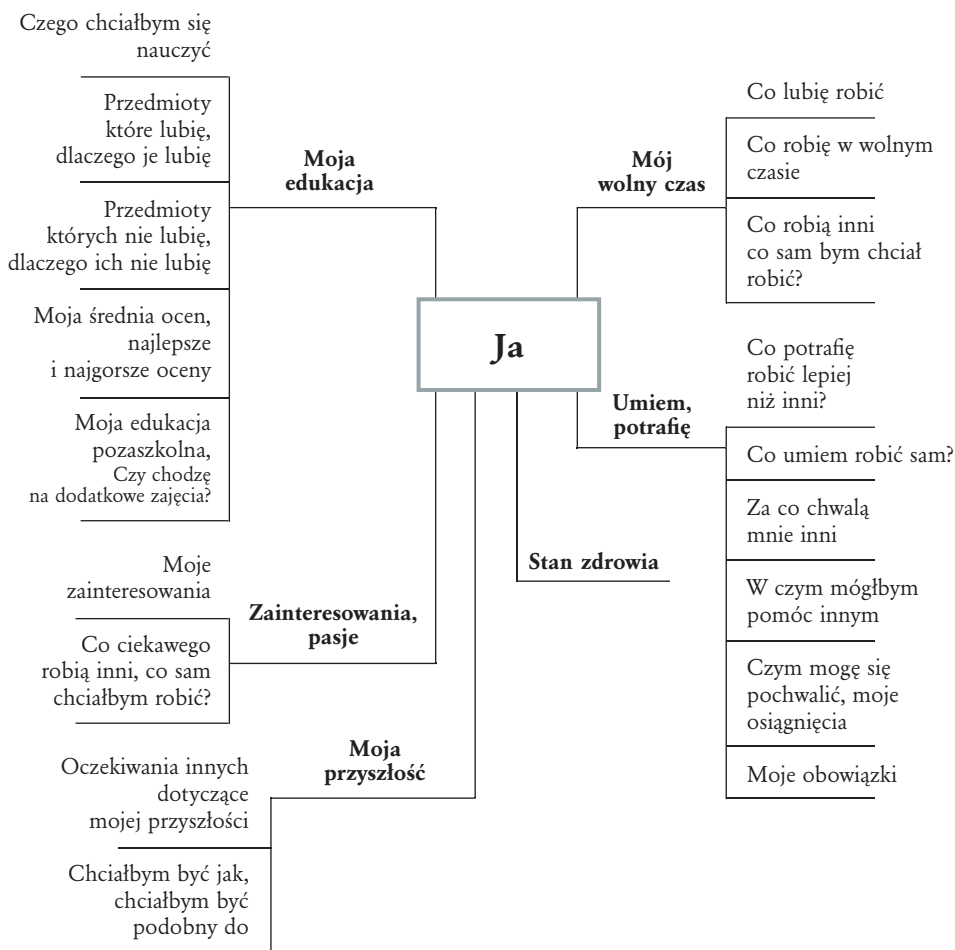 Czego chciałbym się
nauczyć
Przedmioty
które lubię,
dlaczego je lubię
Przedmioty
których nie lubię,
dlaczego ich nie lubię
Moja średnia ocen,
najlepsze
i najgorsze oceny
Moja edukacja
pozaszkolna,
Czy chodzę
na dodatkowe zajęcia?
Moja
edukacja
Mój
wolny czas
Co lubię robić
Co robię w wolnym
czasie
Co robią inni
co sam bym chciał
robić?
Ja
Umiem,
potrafię
Co potrafię
robić lepiej
niż inni?
Co umiem robić sam?
Za co chwalą
mnie inni
W czym mógłbym
pomóc innym
Czym mogę się
pochwalić, moje
osiągnięcia
Moje obowiązki
Stan zdrowia
Zainteresowania,
pasje
Moje
zainteresowania
Co ciekawego
robią inni, co sam
chciałbym robić?
Moja
przyszłość
Oczekiwania innych
dotyczące
mojej przyszłości
Chciałbym być jak,
chciałbym być
podobny do